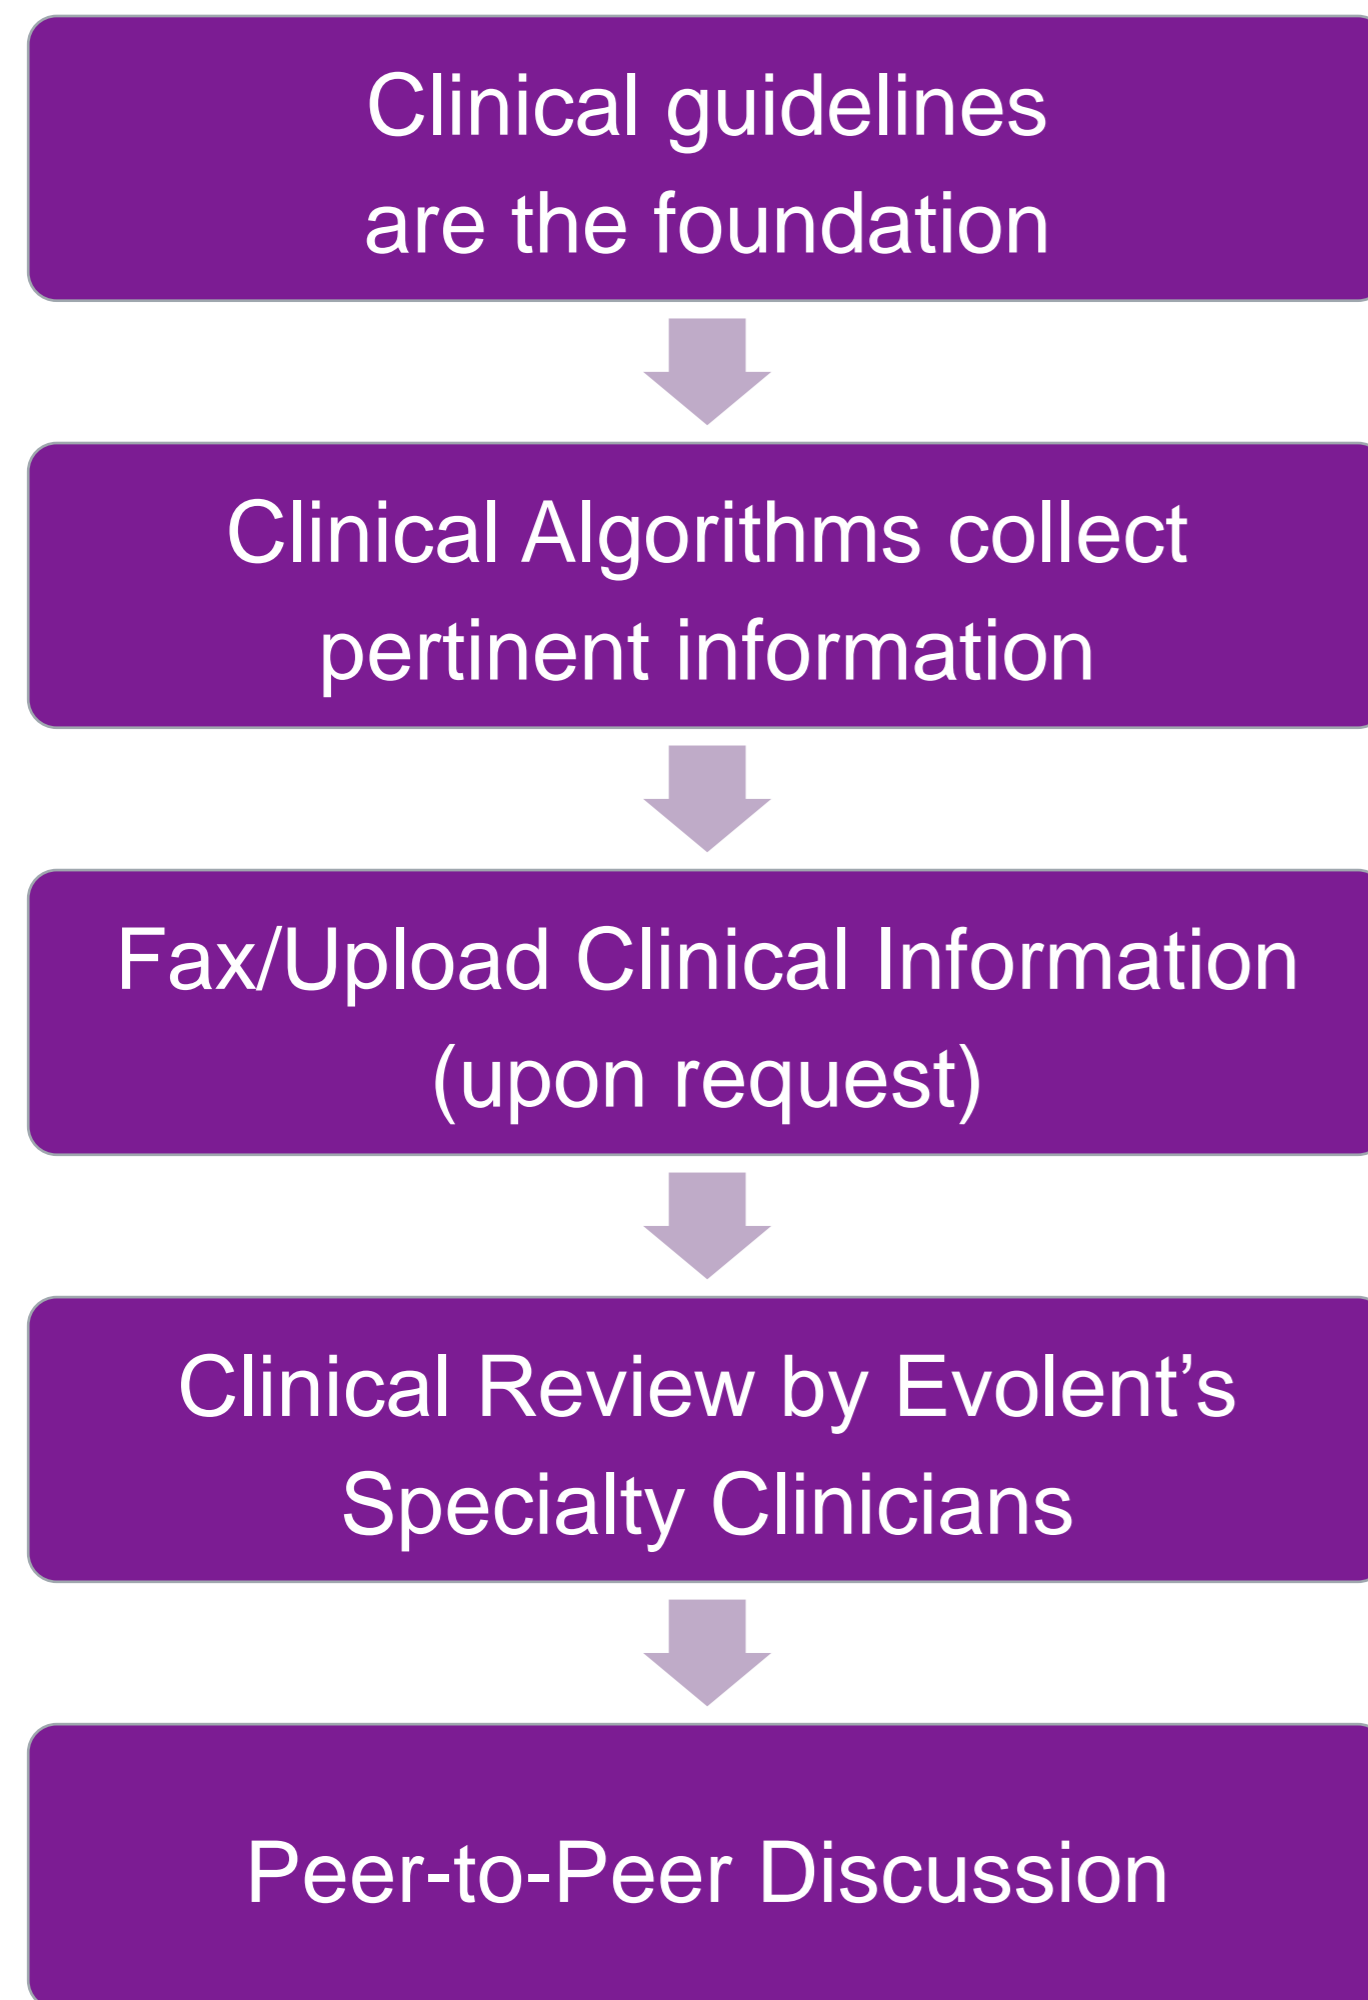 Clinical guidelines
are the foundation
Clinical Algorithms collect
pertinent information
Fax/Upload Clinical Information
(upon request)
Clinical Review by Evolent’s
Specialty Clinicians
Peer-to-Peer Discussion